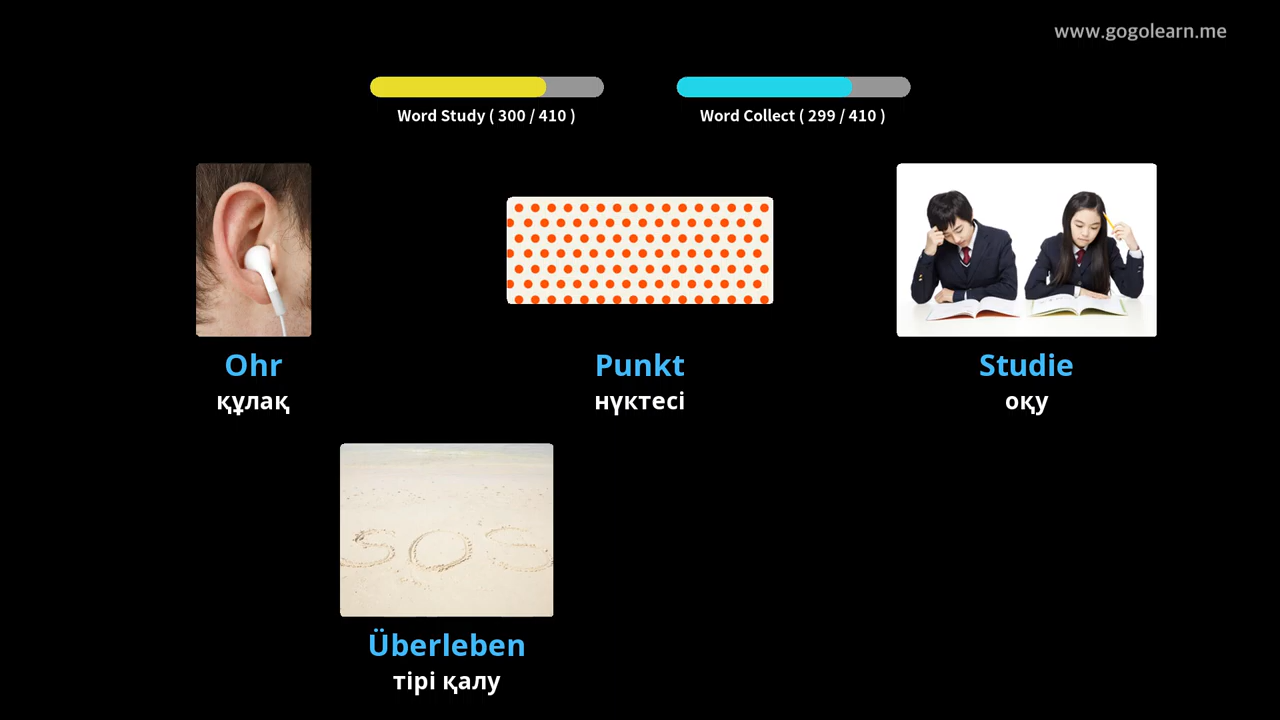 www.gogolearn.me
Word Study ( 300 / 410 )
Word Collect ( 299 / 410 )
Ohr
құлақ
Punkt
нүктесі
Studie
оқу
SOS
Überleben
тірі қалу